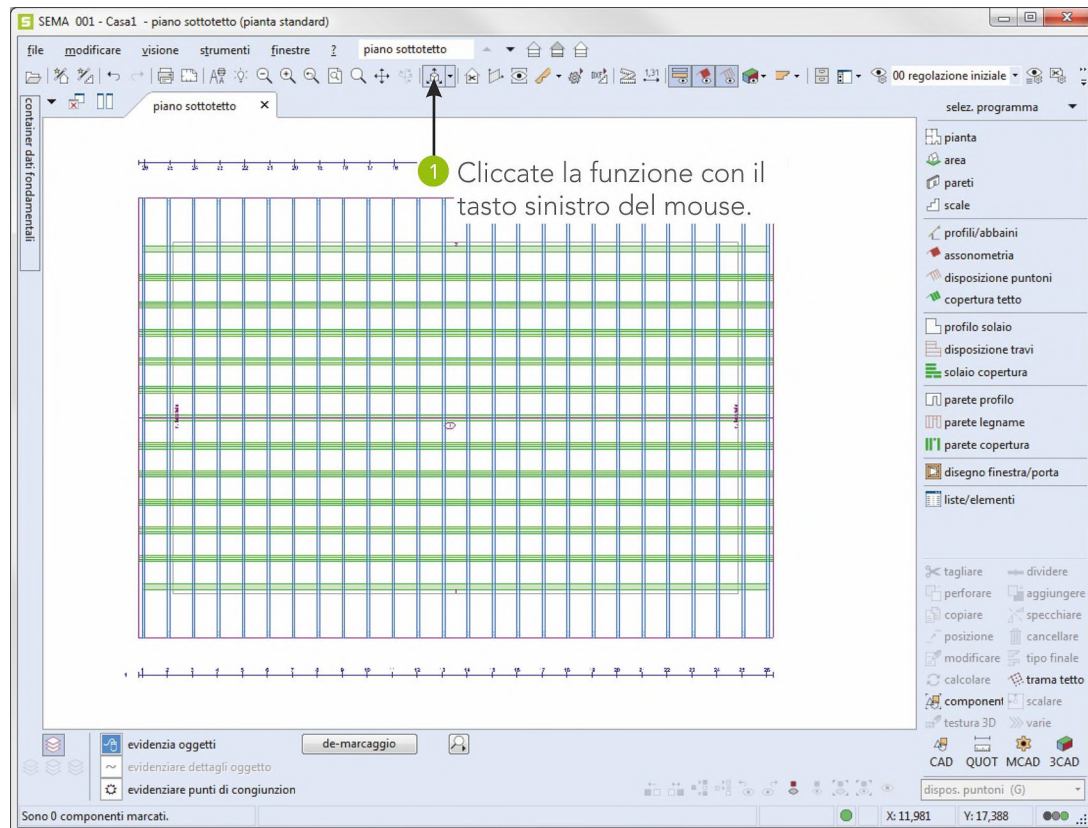 SEMA 001 - Casa1 - piano sottotetto (pianta standard)
file modificare visione strumenti finestre ? piano sottotetto
00 regolazione iniziale
container dati fondamentali
piano sottotetto
1 Cliccate la funzione con il
tasto sinistro del mouse.
selez. programma
pianta
area
pareti
scale
profili/abbaini
assonometria
disposizione puntoni
copertura tetto
profilo solaio
disposizione travi
solaio copertura
parete profilo
parete legname
parete copertura
disegno finestra/porta
liste/elementi
tagliare dividere
perforare aggiungere
copiare specchiare
posizione cancellare
modificare tipo finale
calcolare trama tetto
component scalare
testura 3D varie
CAD QUOT MCAD 3CAD
dispos. puntoni (G)
evidenzia oggetti de-marcaggio
evidenziare dettagli oggetto
evidenziare punti di congiunzion
Sono 0 componenti marcati. X: 11,981 Y: 17,388